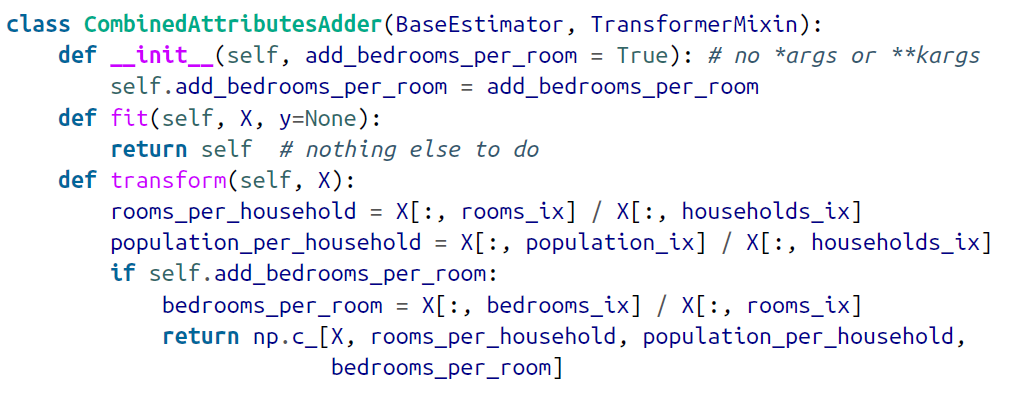 class CombinedAttributesAdder(BaseEstimator, TransformerMixin):
    def __init__(self, add_bedrooms_per_room = True): # no *args or **kargs
        self.add_bedrooms_per_room = add_bedrooms_per_room
    def fit(self, X, y=None):
        return self  # nothing else to do
    def transform(self, X):
        rooms_per_household = X[:, rooms_ix] / X[:, households_ix]
        population_per_household = X[:, population_ix] / X[:, households_ix]
        if self.add_bedrooms_per_room:
            bedrooms_per_room = X[:, bedrooms_ix] / X[:, rooms_ix]
            return np.c_[X, rooms_per_household, population_per_household,
                         bedrooms_per_room]